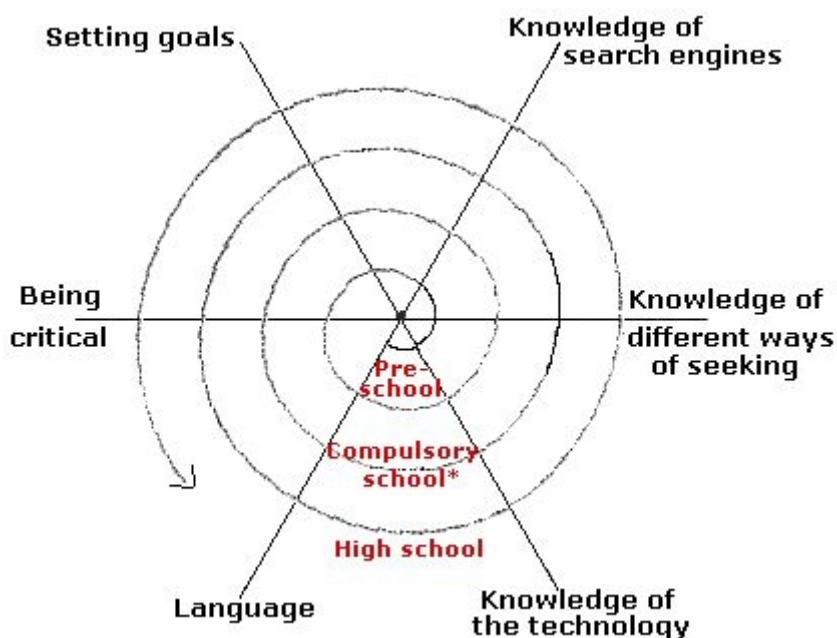 Setting goals
Knowledge of
search engines
Being
critical
Knowledge of
different ways
of seeking
Pre-
school
Compulsory
school*
High school
Language
Knowledge of
the technology